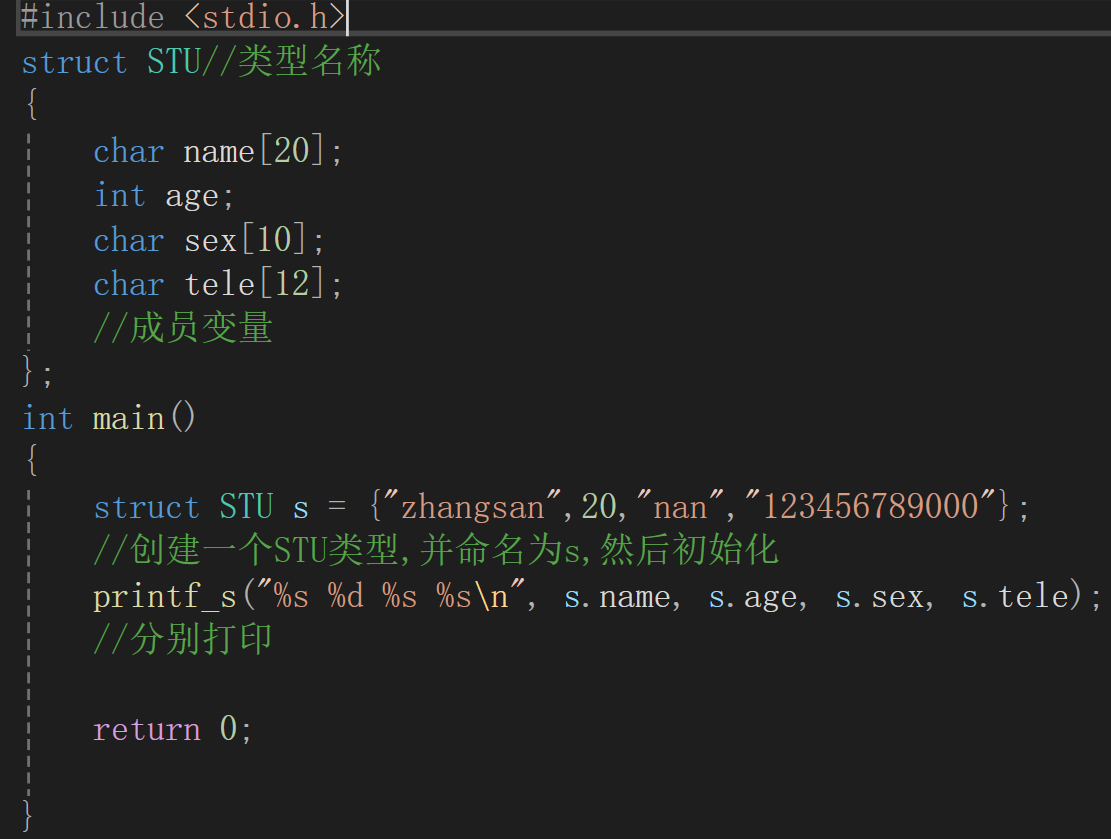 #include <stdio.h>
struct STU//类型名称
{
    char name[20];
    int age;
    char sex[10];
    char tele[12];
    //成员变量
};
int main()
{
    struct STU s = {"zhangsan",20,"nan","123456789000"};
    //创建一个STU类型,并命名为s,然后初始化
    printf_s("%s %d %s %s\n", s.name, s.age, s.sex, s.tele);
    //分别打印
    return 0;
}